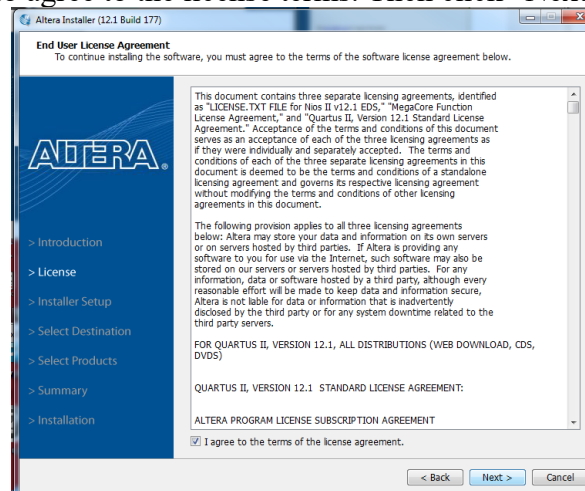 agree to the license terms. Then click
Altera Installer (12.1 Build 177)
End User License Agreement
To continue installing the software, you must agree to the terms of the software license agreement below.
ALTERA®
> Introduction
> License
> Installer Setup
> Select Destination
> Select Products
> Summary
> Installation
This document contains three separate licensing agreements, identified
as "LICENSE.TXT FILE for Nios II v12.1 EDS," "MegaCore Function
License Agreement," and "Quartus II, Version 12.1 Standard License
Agreement." Acceptance of the terms and conditions of this document
serves as an acceptance of each of the three licensing agreements as
if they were individually and separately accepted. The terms and
conditions of each of the three separate licensing agreements in this
document is deemed to be the terms and conditions of a standalone
licensing agreement and governs its respective licensing agreement
without modifying the terms and conditions of other licensing
agreements in this document.
The following provision applies to all three licensing agreements
below: Altera may store your data and information on its own servers
or on servers hosted by third parties. If Altera is providing any
software to you for use via the Internet, such software may also be
stored on our servers or servers hosted by third parties. For any
information, data or software hosted by a third party, although every
reasonable effort will be made to keep data and information secure,
Altera is not liable for data or information that is inadvertently
disclosed by the third party or for any system downtime related to the
third party servers.
FOR QUARTUS II, VERSION 12.1, ALL DISTRIBUTIONS (WEB DOWNLOAD, CDS,
DVDS)
QUARTUS II, VERSION 12.1 STANDARD LICENSE AGREEMENT:
ALTERA PROGRAM LICENSE SUBSCRIPTION AGREEMENT
I agree to the terms of the license agreement.
< Back
Next >
Cancel